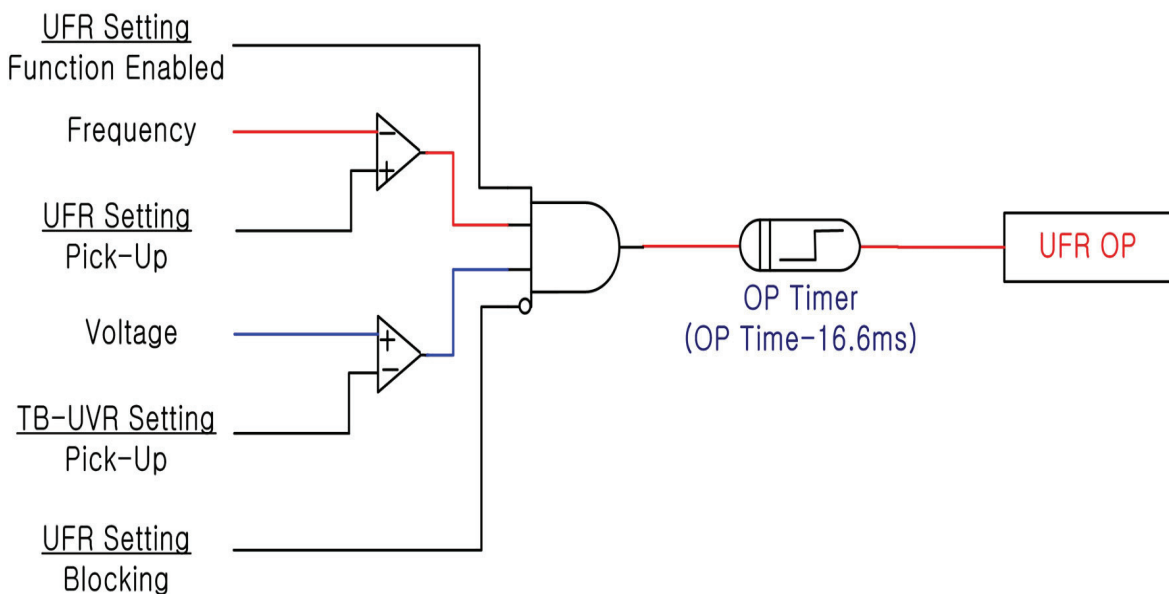 UFR Setting
Function Enabled
Frequency
−
+
UFR Setting
Pick-Up
Voltage
+
−
TB-UVR Setting
Pick-Up
UFR Setting
Blocking
OP Timer
(OP Time-16.6ms)
UFR OP